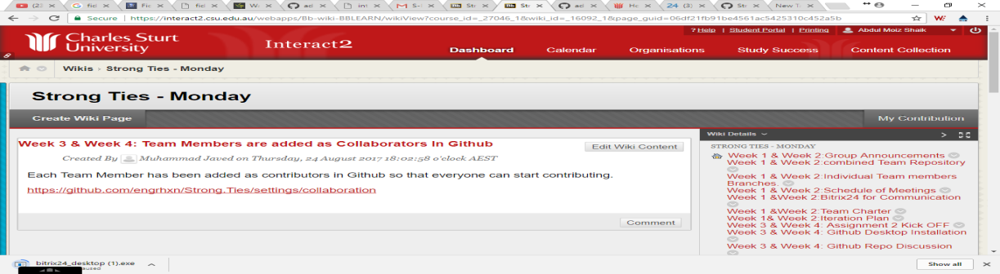 (2: fic Fic fic Wi ad int S- Sti Str ad Hc 24 (3) Sti New T
Secure https://interact2.csu.edu.au/webapps/Bb-wiki-BBLEARN/wikiView?course_id=_27046_1&wiki_id=_16092_1&page_guid=06df21fb91be4561ac5425310c452a5b
? Help | Student Portal | Printing Abdul Moiz Shaik
Charles Sturt
University
Interact2
Dashboard Calendar Organisations Study Success Content Collection
Wikis > Strong Ties - Monday
Strong Ties - Monday
Create Wiki Page My Contribution
Week 3 & Week 4: Team Members are added as Collaborators In Github
Edit Wiki Content
Created By Muhammad Javed on Thursday, 24 August 2017 18:02:58 o'clock AEST
Each Team Member has been added as contributors in Github so that everyone can start contributing.
https://github.com/engrhxn/Strong.Ties/settings/collaboration
Comment
Wiki Details
STRONG TIES - MONDAY
Week 1 & Week 2:Group Announcements
Week 1 & Week 2:combined Team Repository
Week 1 & Week 2:Individual Team members
Branches.
Week 1 & Week 2:Schedule of Meetings
Week 1 &Week 2:Bitrix24 for Communication
Week 1 &Week 2:Team Charter
Week 1& Week 2:Iteration Plan
Week 3 & Week 4: Assignment 2 Kick OFF
Week 3 & Week 4: Github Desktop Installation
Week 3 & Week 4: Github Repo Discussion
bitrix24_desktop (1).exe
Show all